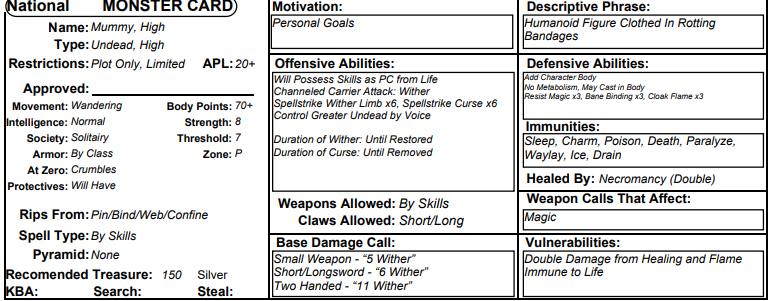 National MONSTER CARD
Name: Mummy, High
Type: Undead, High
Restrictions: Plot Only, Limited APL: 20+
Approved:
Movement: Wandering Body Points: 70+
Intelligence: Normal Strength: 8
Society: Solitairy Threshold: 7
Armor: By Class Zone: P
At Zero: Crumbles
Protectives: Will Have
Rips From: Pin/Bind/Web/Confine
Spell Type: By Skills
Pyramid: None
Recomended Treasure: 150 Silver
KBA: Search: Steal:
Motivation:
Personal Goals
Offensive Abilities:
Will Possess Skills as PC from Life
Channeled Carrier Attack: Wither
Spellstrike Wither Limb x6, Spellstrike Curse x6
Control Greater Undead by Voice
Duration of Wither: Until Restored
Duration of Curse: Until Removed
Weapons Allowed: By Skills
Claws Allowed: Short/Long
Base Damage Call:
Small Weapon - “5 Wither”
Short/Longsword - “6 Wither”
Two Handed - “11 Wither”
Descriptive Phrase:
Humanoid Figure Clothed In Rotting
Bandages
Defensive Abilities:
Add Character Body
No Metabolism, May Cast in Body
Resist Magic x3, Bane Binding x3, Cloak Flame x3
Immunities:
Sleep, Charm, Poison, Death, Paralyze,
Waylay, Ice, Drain
Healed By: Necromancy (Double)
Weapon Calls That Affect:
Magic
Vulnerabilities:
Double Damage from Healing and Flame
Immune to Life